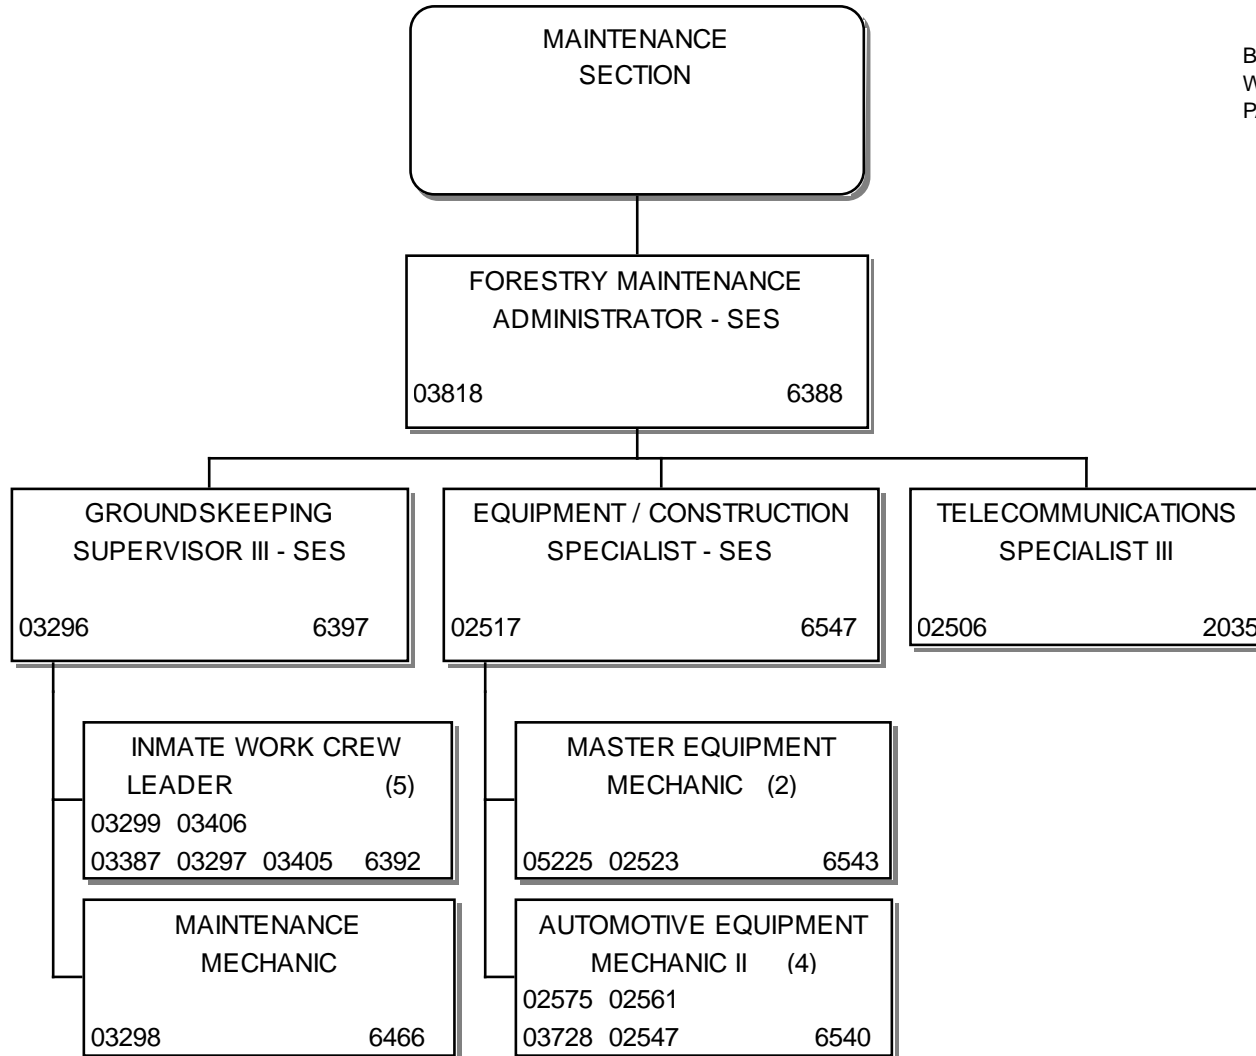 MAINTENANCE
SECTION
FORESTRY MAINTENANCE
ADMINISTRATOR - SES
03818 6388
GROUNDSKEEPING
SUPERVISOR III - SES
03296 6397
EQUIPMENT / CONSTRUCTION
SPECIALIST - SES
02517 6547
TELECOMMUNICATIONS
SPECIALIST III
02506 2035
INMATE WORK CREW
LEADER (5)
03299 03406
03387 03297 03405 6392
MASTER EQUIPMENT
MECHANIC (2)
05225 02523 6543
MAINTENANCE
MECHANIC
03298 6466
AUTOMOTIVE EQUIPMENT
MECHANIC II (4)
02575 02561
03728 02547 6540